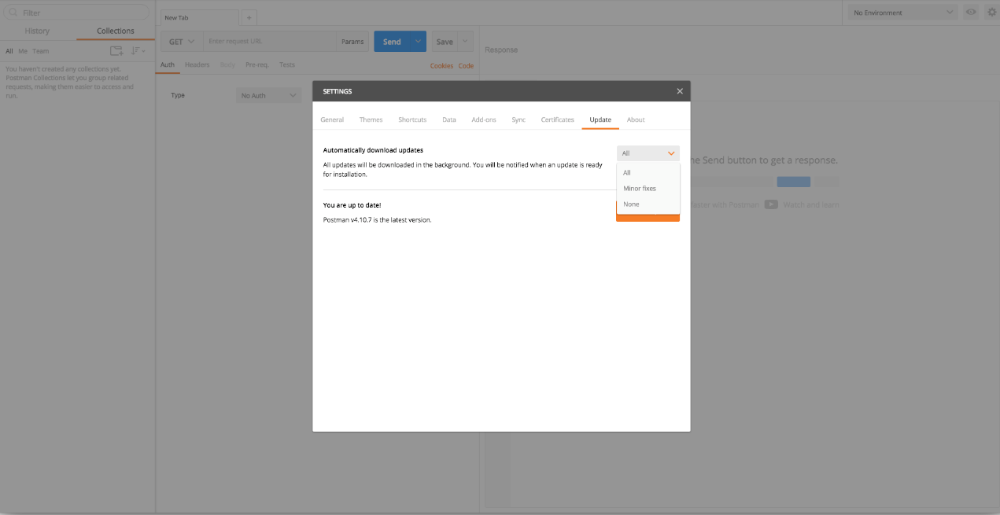 Filter
History
Collections
All
Me
Team
You haven't created any collections yet.
Postman Collections let you group related
requests, making them easier to access and
run.
New Tab
+
No Environment
GET
Enter request URL
Params
Send
Save
Auth
Headers
Body
Pre-req.
Tests
Cookies
Code
Type
No Auth
Response
he Send button to get a response.
aster with Postman
Watch and learn
SETTINGS
General
Themes
Shortcuts
Data
Add-ons
Sync
Certificates
Update
About
Automatically download updates
All updates will be downloaded in the background. You will be notified when an update is ready
for installation.
All
All
Minor fixes
None
You are up to date!
Postman v4.10.7 is the latest version.